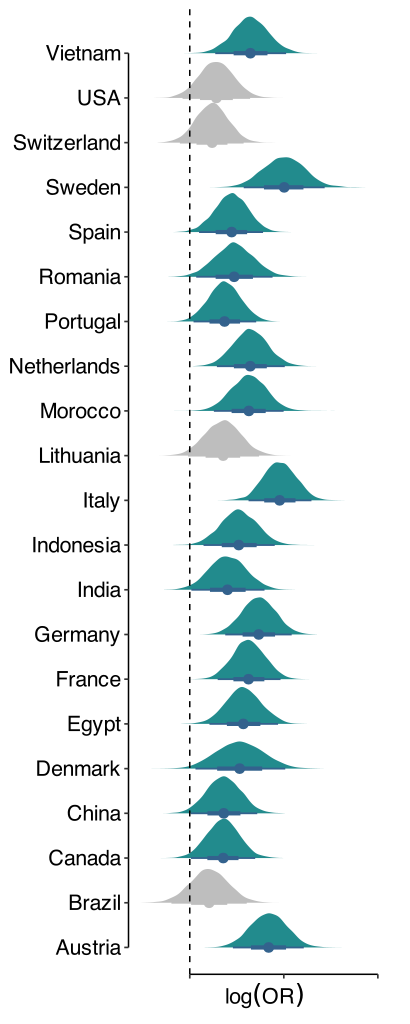 Vietnam
USA
Switzerland
Sweden
Spain
Romania
Portugal
Netherlands
Morocco
Lithuania
Italy
Indonesia
India
Germany
France
Egypt
Denmark
China
Canada
Brazil
Austria
log(OR)